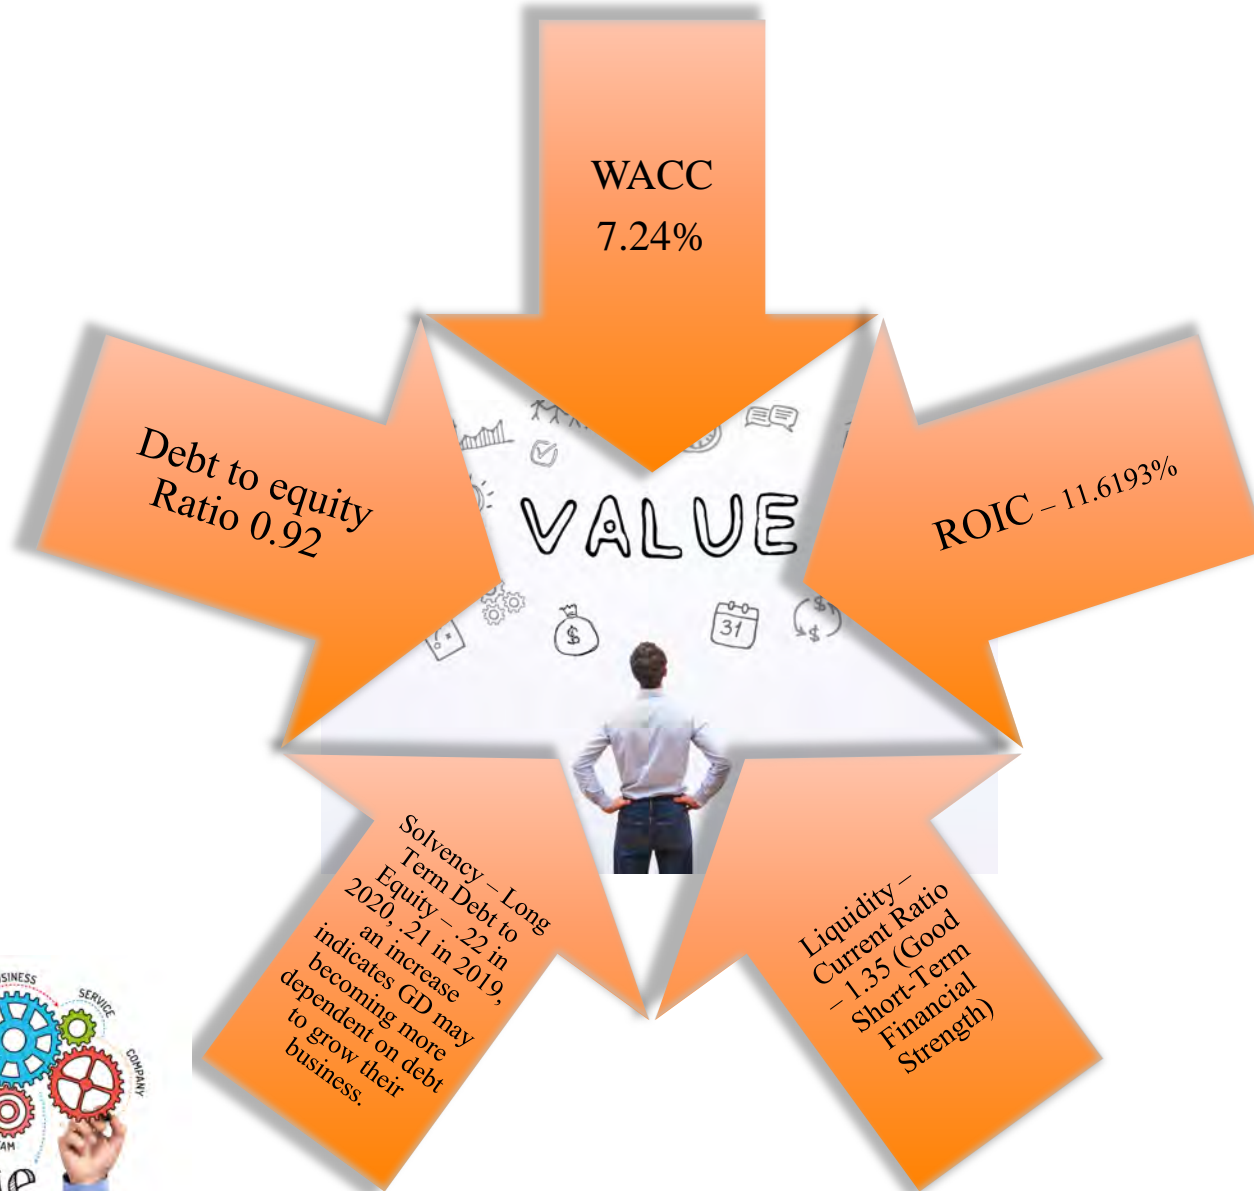 WACC
7.24%
Debt to equity
Ratio 0.92
VALUE
ROIC – 11.6193%
31
$
$
$
Solvency – Long
Term Debt to
Equity – .22 in
2020, .21 in 2019,
an increase
indicates GD may
becoming more
dependent on debt
to grow their
business.
Liquidity –
Current Ratio
– 1.35 (Good
Short-Term
Financial
Strength)
SERVICE
COMPANY